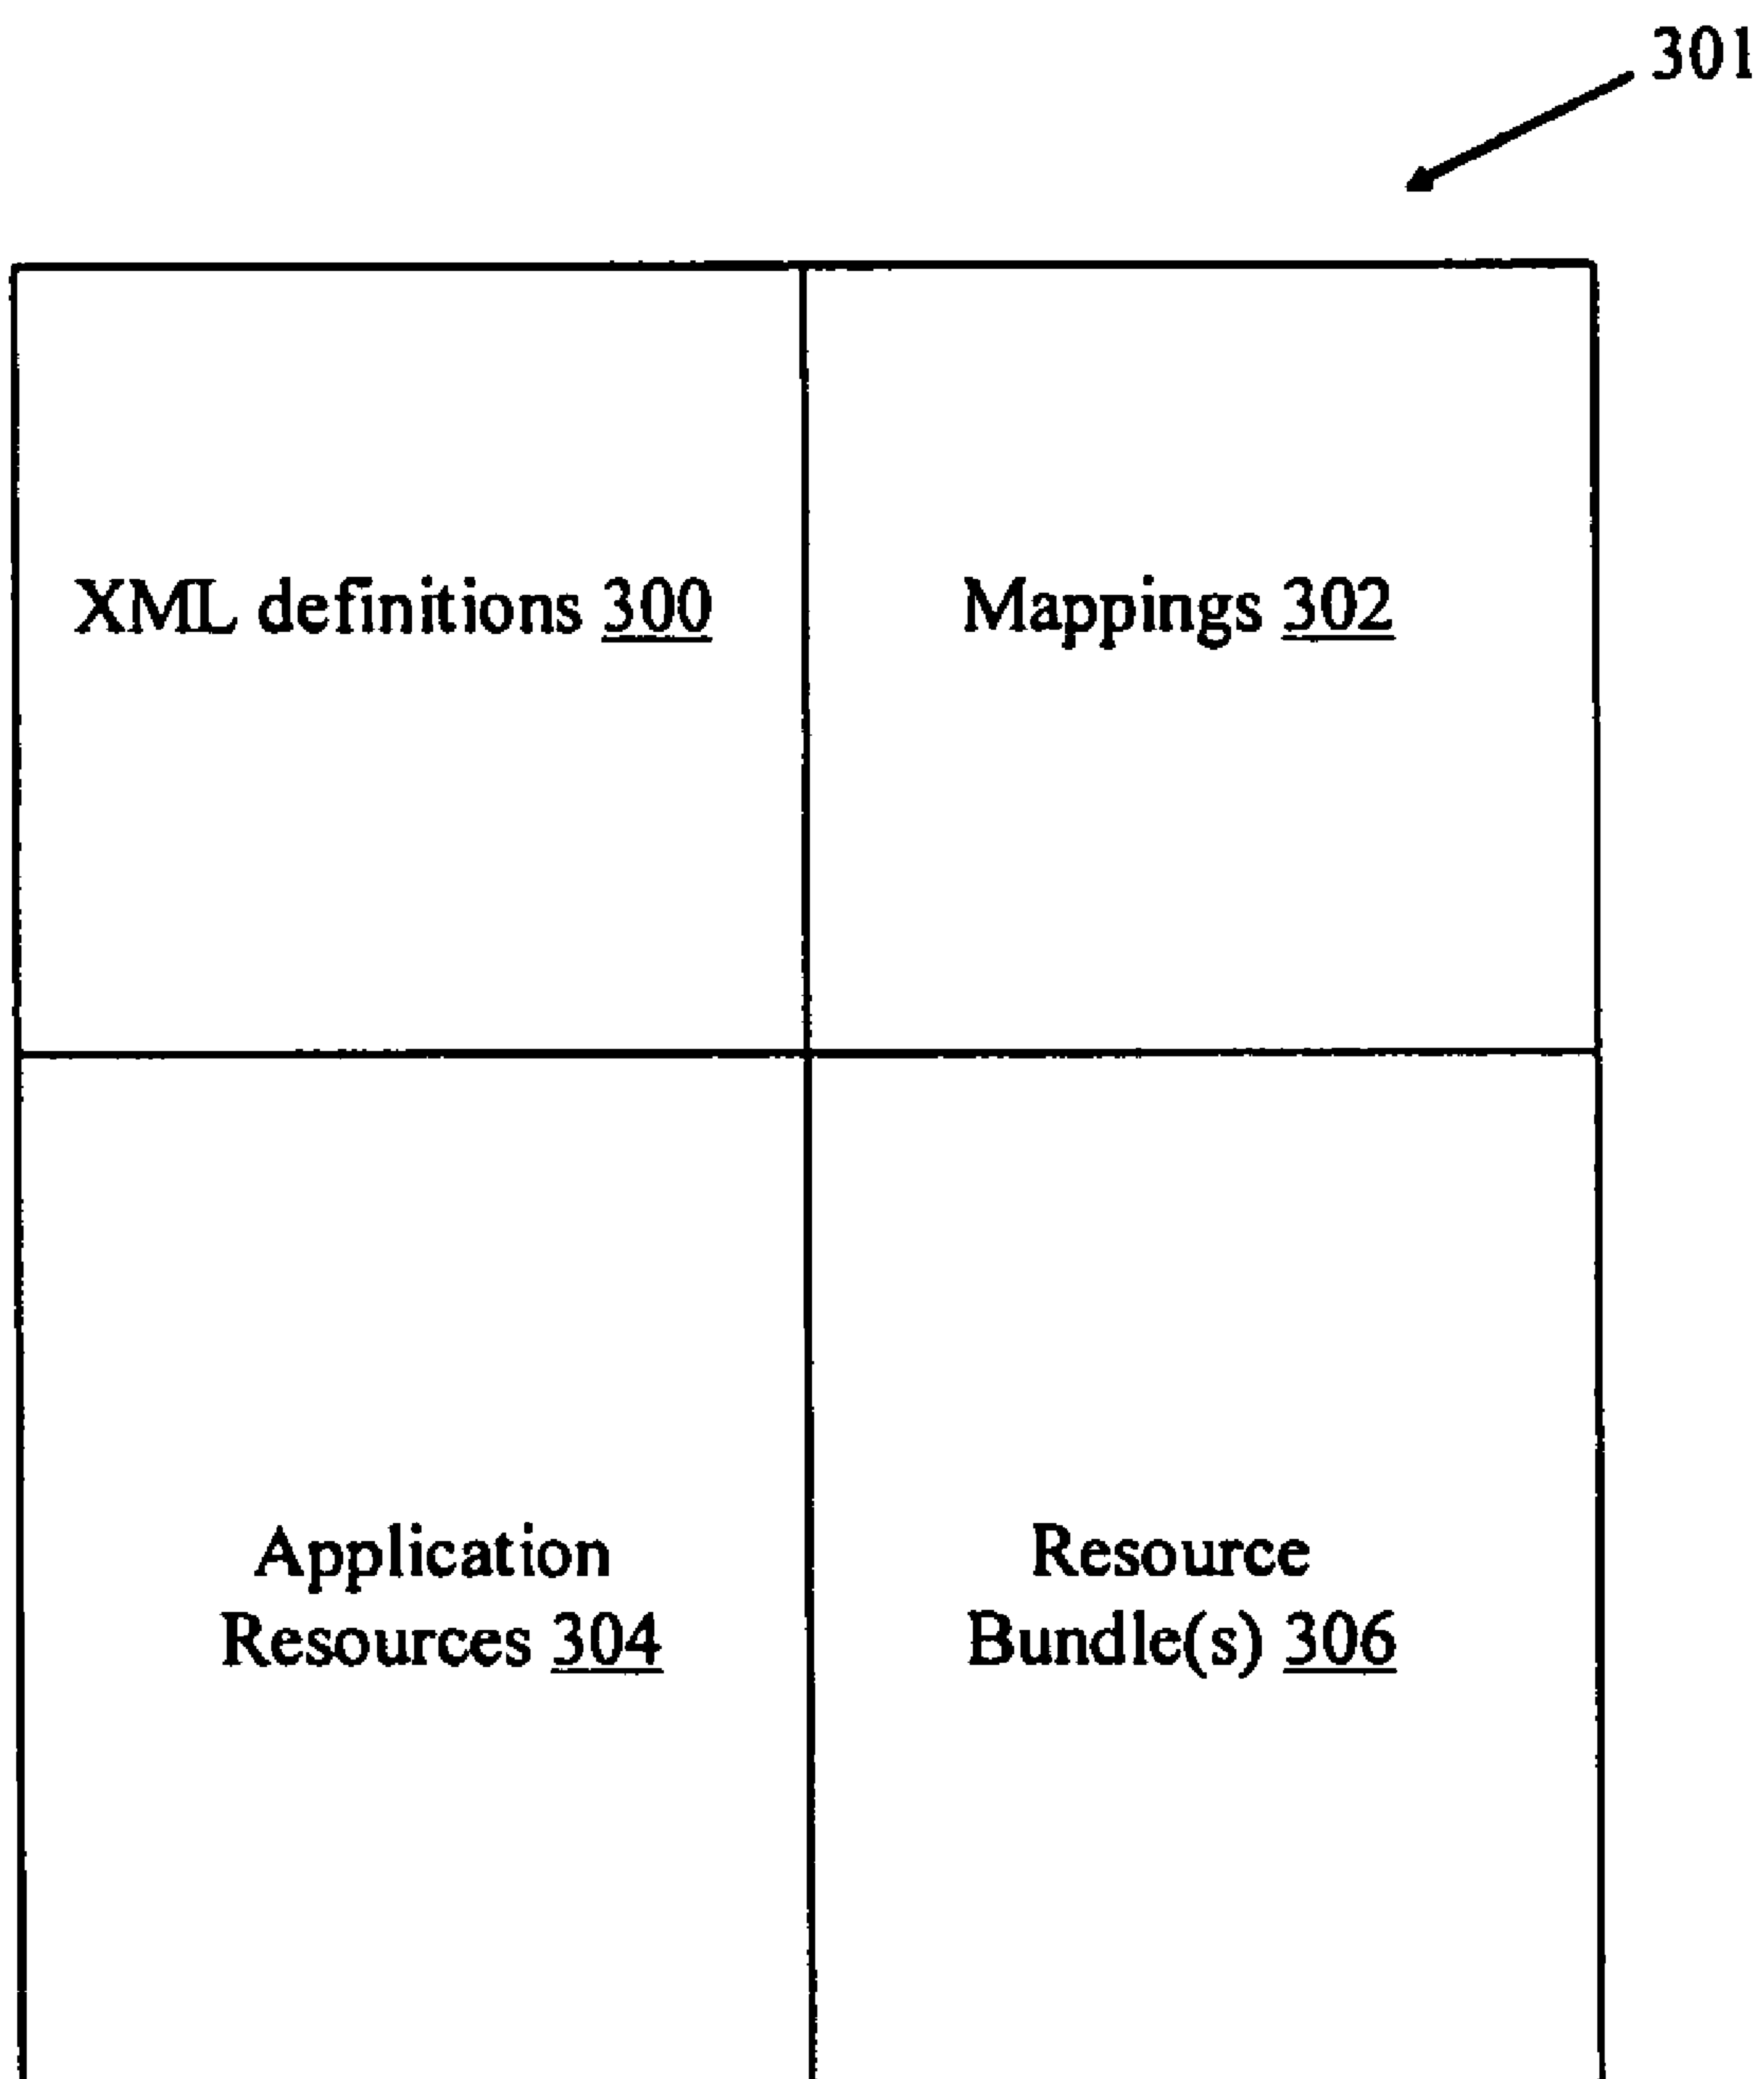 301
XML definitions 300
Mappings 302
Application
Resources 304
Resource
Bundle(s) 306